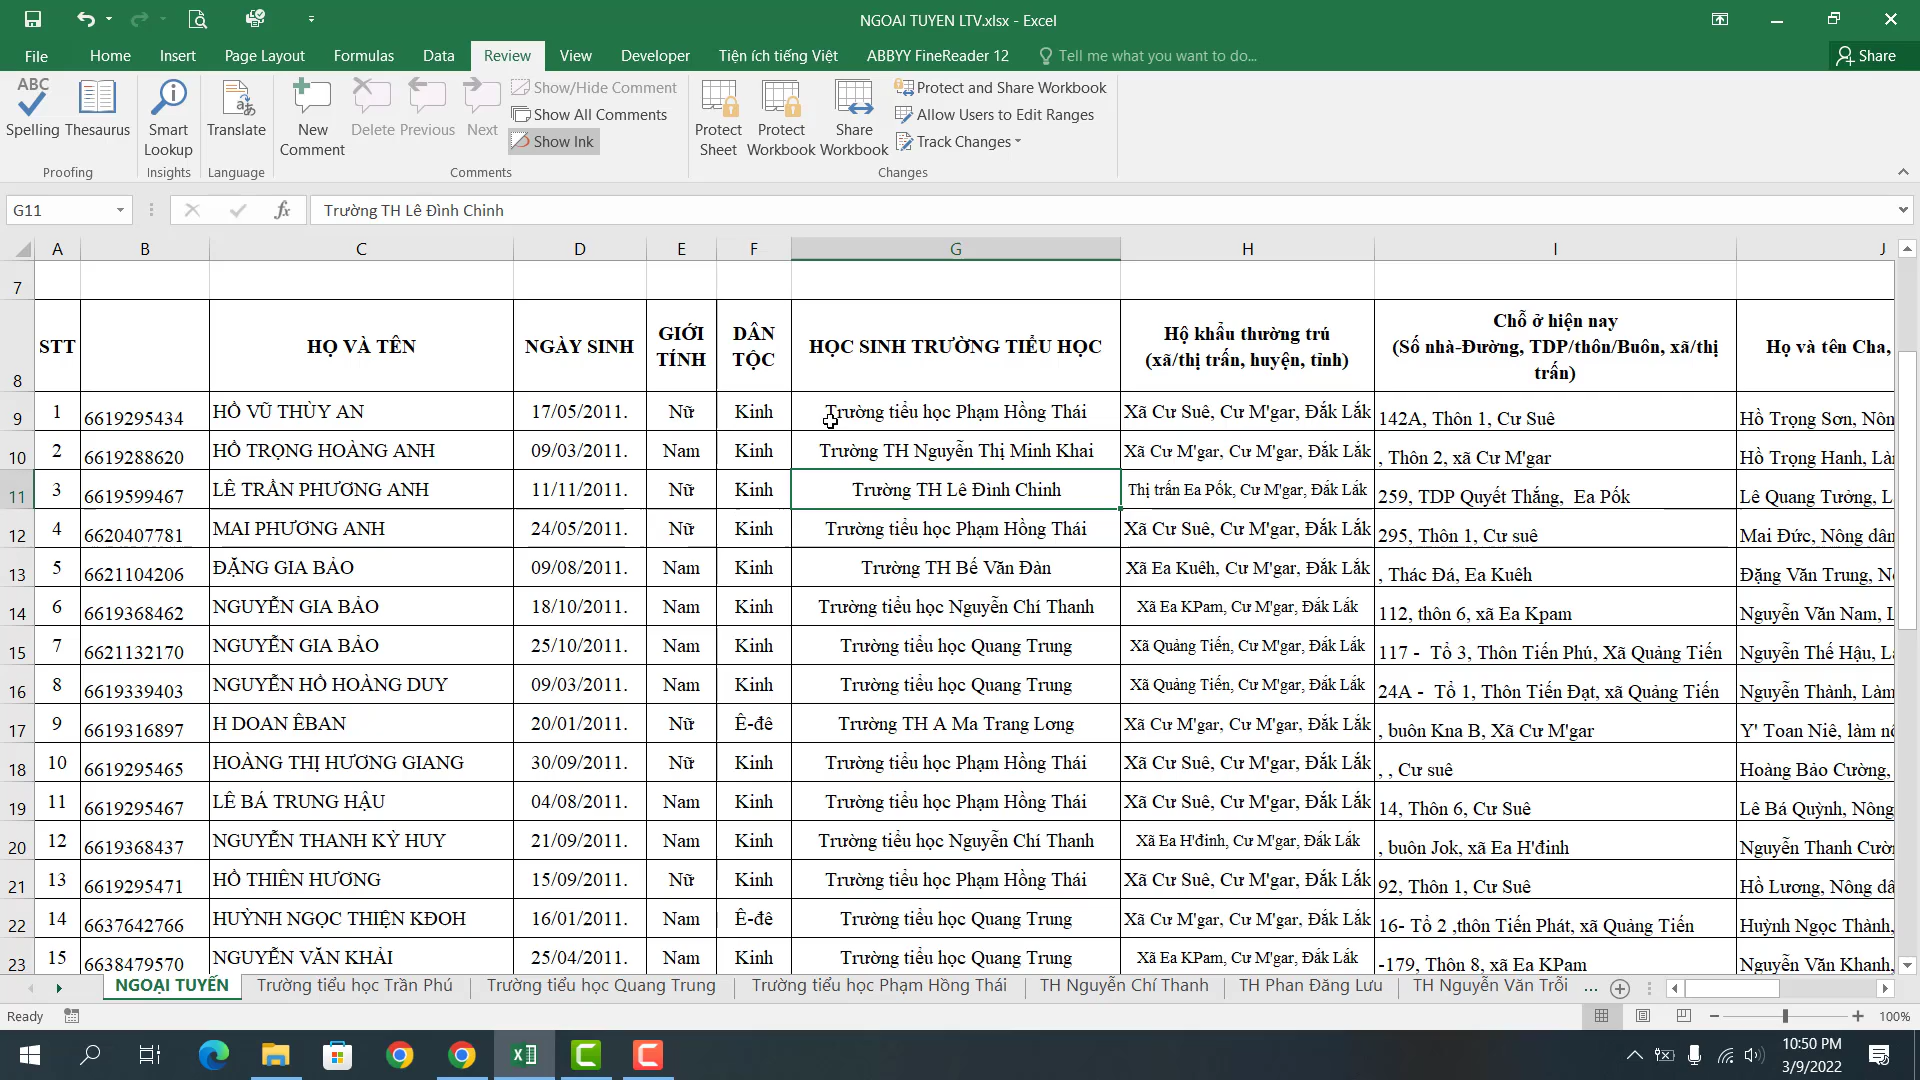 NGOAI TUYEN LTV.xlsx - Excel
File Home Insert Page Layout Formulas Data Review View Developer Tiện ích tiếng Việt ABBYY FineReader 12 Tell me what you want to do... Share
ABC
Spelling Thesaurus Smart Lookup Translate New Comment Delete Previous Next
Show/Hide Comment
Show All Comments
Show Ink
Protect Sheet Protect Workbook Share Workbook
Protect and Share Workbook
Allow Users to Edit Ranges
Track Changes
Proofing Insights Language Comments Changes
G11 fx Trường TH Lê Đình Chinh
A B C D E F G H I J
7
8 STT HỌ VÀ TÊN NGÀY SINH GIỚI TÍNH DÂN TỘC HỌC SINH TRƯỜNG TIỂU HỌC Hộ khẩu thường trú (xã/thị trấn, huyện, tỉnh) Chỗ ở hiện nay (Số nhà-Đường, TDP/thôn/Buôn, xã/thị trấn) Họ và tên Cha,
9 1 6619295434 HỒ VŨ THÙY AN 17/05/2011. Nữ Kinh Trường tiểu học Phạm Hồng Thái Xã Cư Suê, Cư M'gar, Đắk Lắk 142A, Thôn 1, Cư Suê Hồ Trọng Sơn, Nôn
10 2 6619288620 HỒ TRỌNG HOÀNG ANH 09/03/2011. Nam Kinh Trường TH Nguyễn Thị Minh Khai Xã Cư M'gar, Cư M'gar, Đắk Lắk , Thôn 2, xã Cư M'gar Hồ Trọng Hanh, Làn
11 3 6619599467 LÊ TRẦN PHƯƠNG ANH 11/11/2011. Nữ Kinh Trường TH Lê Đình Chinh Thị trấn Ea Pốk, Cư M'gar, Đắk Lắk 259, TDP Quyết Thắng, Ea Pốk Lê Quang Tưởng, L
12 4 6620407781 MAI PHƯƠNG ANH 24/05/2011. Nữ Kinh Trường tiểu học Phạm Hồng Thái Xã Cư Suê, Cư M'gar, Đắk Lắk 295, Thôn 1, Cư suê Mai Đức, Nông dân
13 5 6621104206 ĐẶNG GIA BẢO 09/08/2011. Nam Kinh Trường TH Bế Văn Đàn Xã Ea Kuêh, Cư M'gar, Đắk Lắk , Thác Đá, Ea Kuêh Đặng Văn Trung, Nô
14 6 6619368462 NGUYỄN GIA BẢO 18/10/2011. Nam Kinh Trường tiểu học Nguyễn Chí Thanh Xã Ea KPam, Cư M'gar, Đắk Lắk 112, thôn 6, xã Ea Kpam Nguyễn Văn Nam, L
15 7 6621132170 NGUYỄN GIA BẢO 25/10/2011. Nam Kinh Trường tiểu học Quang Trung Xã Quảng Tiến, Cư M'gar, Đắk Lắk 117 - Tổ 3, Thôn Tiến Phú, Xã Quảng Tiến Nguyễn Thế Hậu, Là
16 8 6619339403 NGUYỄN HỒ HOÀNG DUY 09/03/2011. Nam Kinh Trường tiểu học Quang Trung Xã Quảng Tiến, Cư M'gar, Đắk Lắk 24A - Tổ 1, Thôn Tiến Đạt, xã Quảng Tiến Nguyễn Thành, Làm
17 9 6619316897 H DOAN ÊBAN 20/01/2011. Nữ Ê-đê Trường TH A Ma Trang Lơng Xã Cư M'gar, Cư M'gar, Đắk Lắk , buôn Kna B, Xã Cư M'gar Y' Toan Niê, làm nô
18 10 6619295465 HOÀNG THỊ HƯƠNG GIANG 30/09/2011. Nữ Kinh Trường tiểu học Phạm Hồng Thái Xã Cư Suê, Cư M'gar, Đắk Lắk , , Cư suê Hoàng Bảo Cường,
19 11 6619295467 LÊ BÁ TRUNG HẬU 04/08/2011. Nam Kinh Trường tiểu học Phạm Hồng Thái Xã Cư Suê, Cư M'gar, Đắk Lắk 14, Thôn 6, Cư Suê Lê Bá Quỳnh, Nông
20 12 6619368437 NGUYỄN THANH KỲ HUY 21/09/2011. Nam Kinh Trường tiểu học Nguyễn Chí Thanh Xã Ea H'đinh, Cư M'gar, Đắk Lắk , buôn Jok, xã Ea H'đinh Nguyễn Thanh Cườn
21 13 6619295471 HỒ THIÊN HƯƠNG 15/09/2011. Nữ Kinh Trường tiểu học Phạm Hồng Thái Xã Cư Suê, Cư M'gar, Đắk Lắk 92, Thôn 1, Cư Suê Hồ Lương, Nông dâ
22 14 6637642766 HUỲNH NGỌC THIỆN KĐOH 16/01/2011. Nam Ê-đê Trường tiểu học Quang Trung Xã Cư M'gar, Cư M'gar, Đắk Lắk 16- Tổ 2 ,thôn Tiến Phát, xã Quảng Tiến Huỳnh Ngọc Thành,
23 15 6638479570 NGUYỄN VĂN KHẢI 25/04/2011. Nam Kinh Trường tiểu học Quang Trung Xã Ea KPam, Cư M'gar, Đắk Lắk -179, Thôn 8, xã Ea KPam Nguyễn Văn Khanh,
NGOẠI TUYẾN Trường tiểu học Trần Phú Trường tiểu học Quang Trung Trường tiểu học Phạm Hồng Thái TH Nguyễn Chí Thanh TH Phan Đăng Lưu TH Nguyễn Văn Trỗi ...
Ready 100%
10:50 PM
3/9/2022